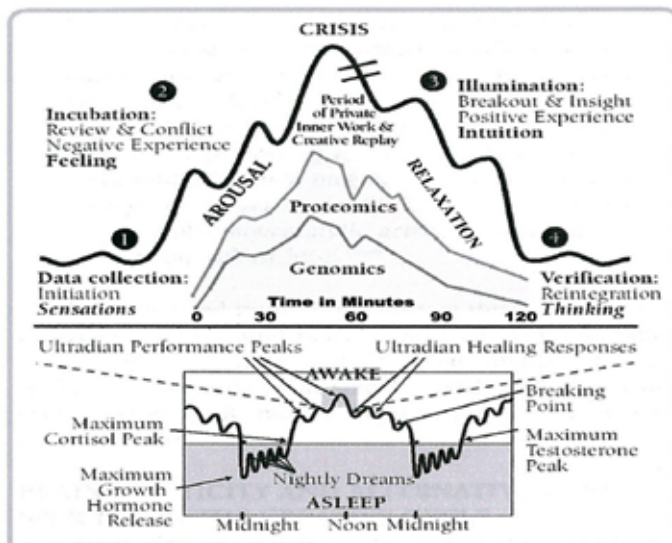 CRISIS
2
Incubation:
Review & Conflict
Negative Experience
Feeling
3
Illumination:
Breakout & Insight
Positive Experience
Intuition
Period
of Private
Inner Work &
Creative Replay
AROUSAL
RELAXATION
Proteomics
Genomics
1
Data collection:
Initiation
Sensations
4
Verification:
Reintegration
Thinking
Time in Minutes
0 30 60 90 120
Ultradian Performance Peaks
Ultradian Healing Responses
AWAKE
Maximum
Cortisol Peak
Breaking
Point
Maximum
Testosterone
Peak
Maximum
Growth
Hormone
Release
Nightly Dreams
ASLEEP
Midnight Noon Midnight